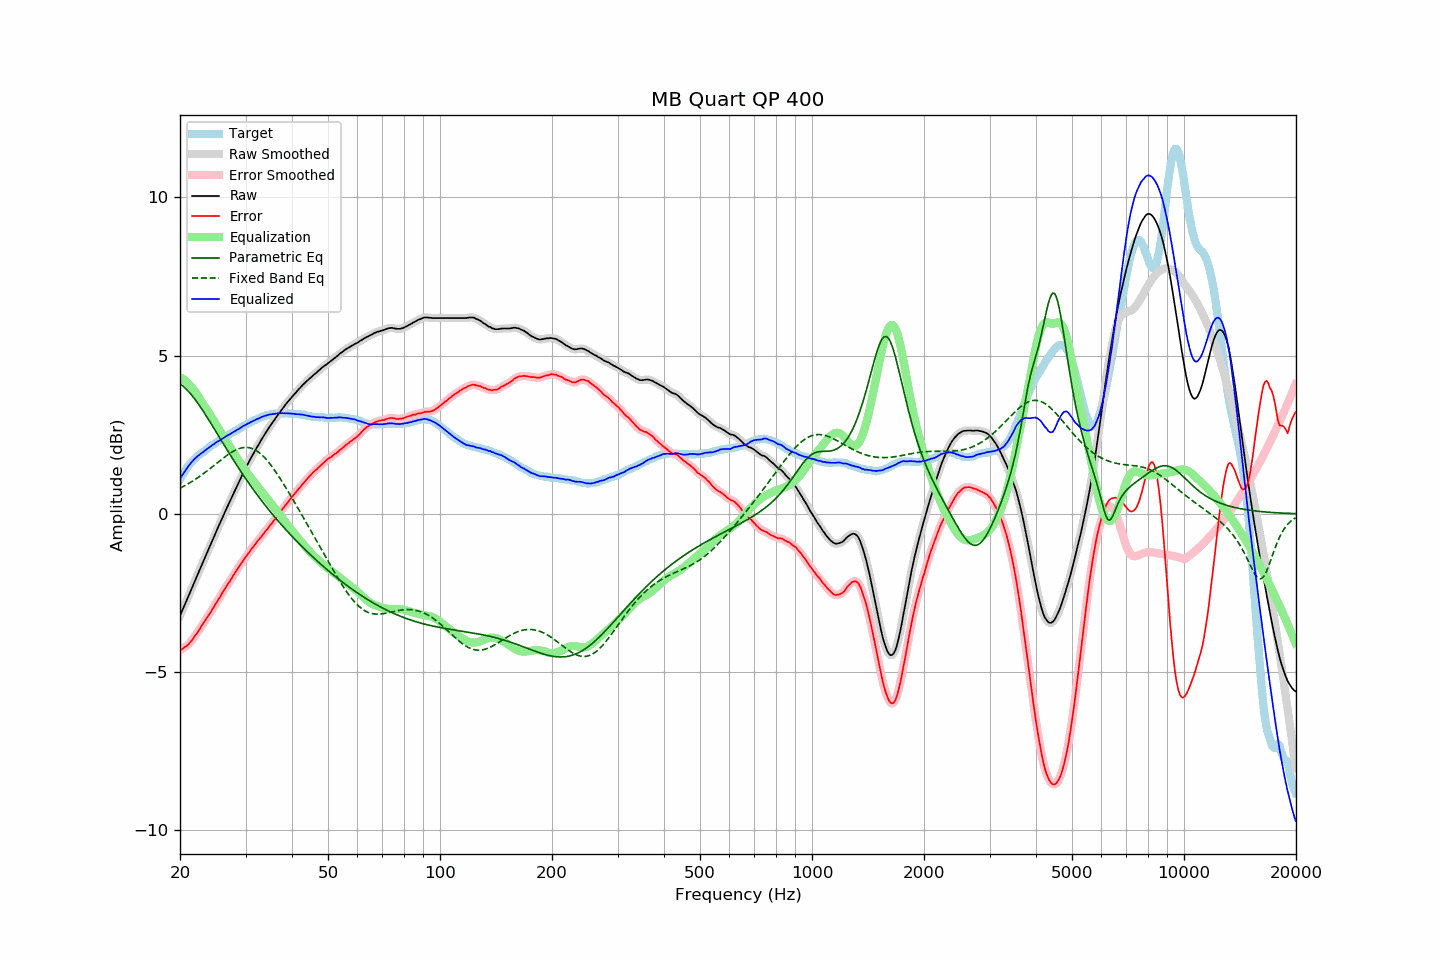 MB Quart QP 400
Target
Raw Smoothed
Error Smoothed
Raw
Error
Equalization
Parametric Eq
Fixed Band Eq
Equalized
10
5
0
−5
−10
Amplitude (dBr)
20 50 100 200 500 1000 2000 5000 10000 20000
Frequency (Hz)